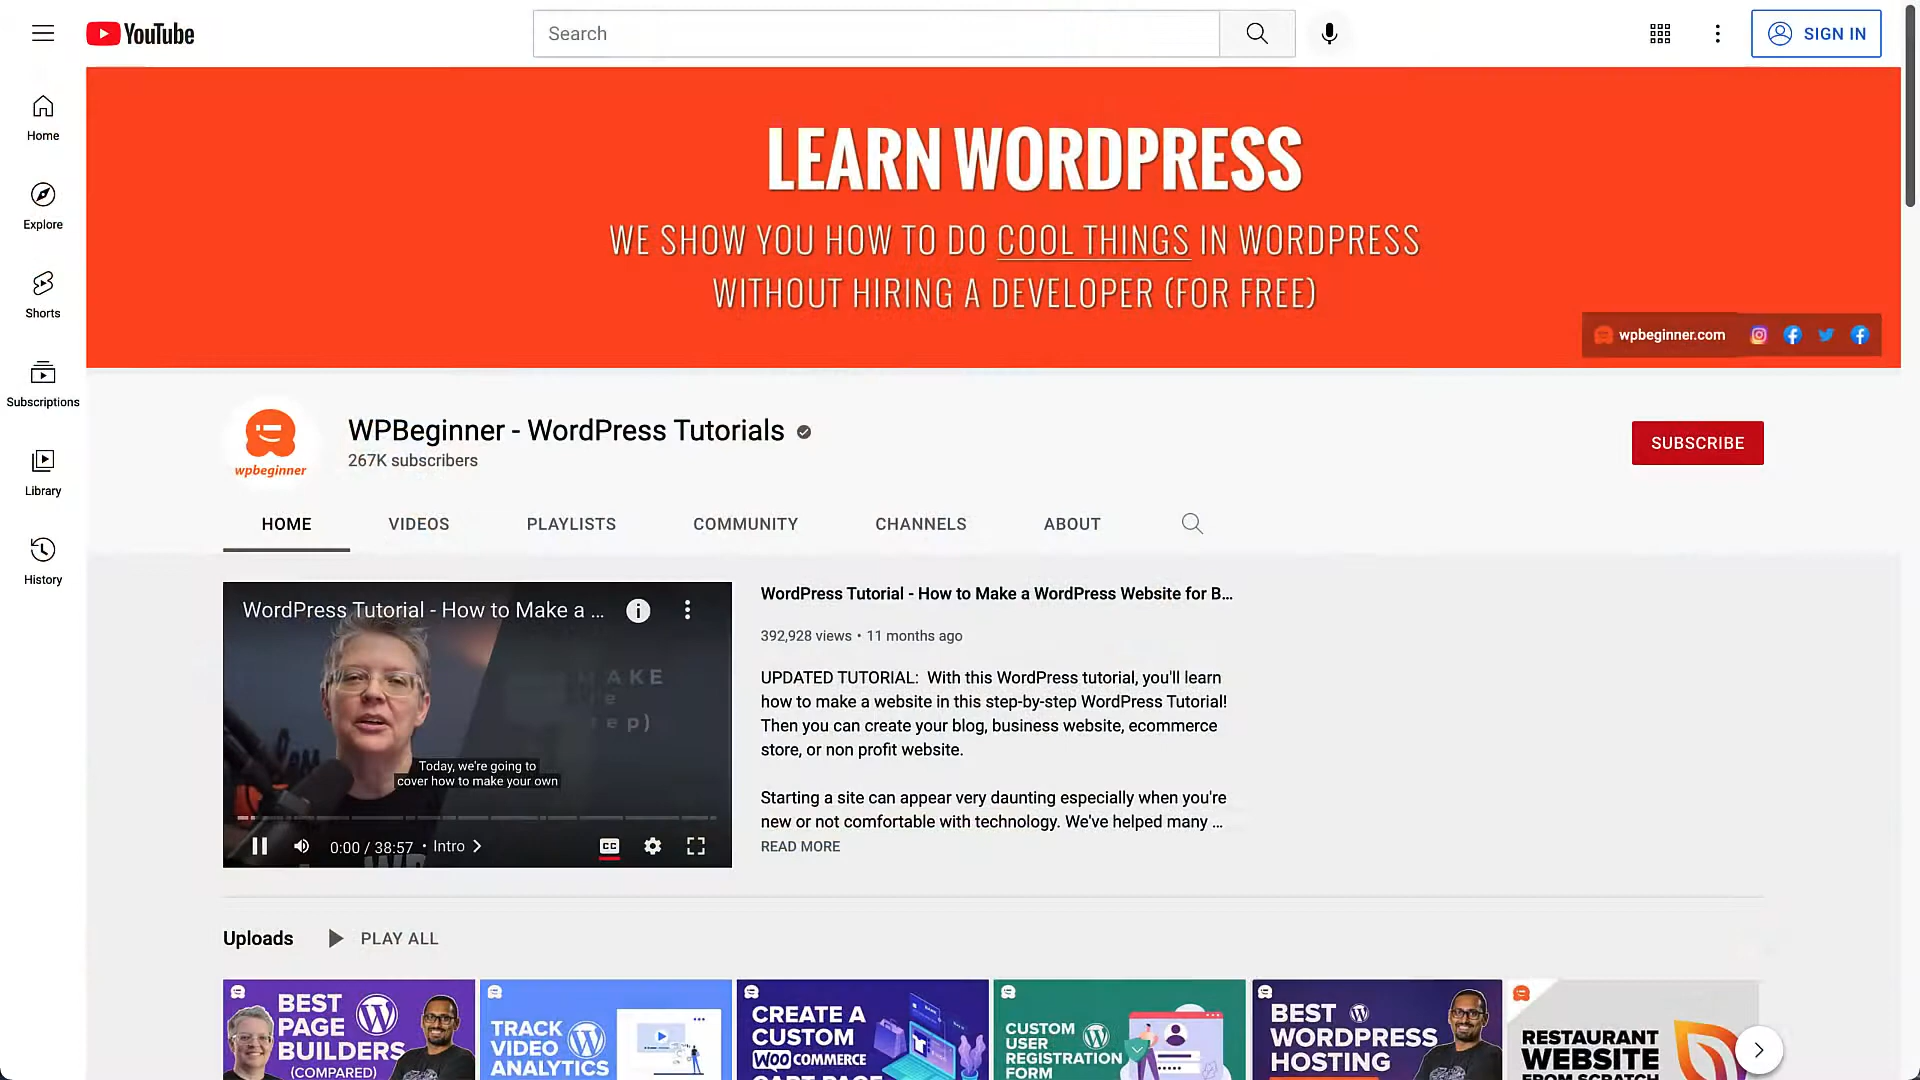 YouTube
Search
SIGN IN
Home
Explore
Shorts
Subscriptions
Library
History
LEARN WORDPRESS
WE SHOW YOU HOW TO DO COOL THINGS IN WORDPRESS
WITHOUT HIRING A DEVELOPER (FOR FREE)
wpbeginner.com
wpbeginner
WPBeginner - WordPress Tutorials
267K subscribers
SUBSCRIBE
HOME
VIDEOS
PLAYLISTS
COMMUNITY
CHANNELS
ABOUT
WordPress Tutorial - How to Make a ...
Today, we're going to
cover how to make your own
0:00 / 38:57 • Intro
CC
WordPress Tutorial - How to Make a WordPress Website for B...
392,928 views • 11 months ago
UPDATED TUTORIAL: With this WordPress tutorial, you'll learn
how to make a website in this step-by-step WordPress Tutorial!
Then you can create your blog, business website, ecommerce
store, or non profit website.
Starting a site can appear very daunting especially when you're
new or not comfortable with technology. We've helped many ...
READ MORE
Uploads
PLAY ALL
BEST
PAGE
BUILDERS
(COMPARED)
TRACK
VIDEO
ANALYTICS
CREATE A
CUSTOM
WOO COMMERCE
CART PAGE
CUSTOM
USER
REGISTRATION
FORM
BEST
WORDPRESS
HOSTING
RESTAURANT
WEBSITE
FROM SCRATCH